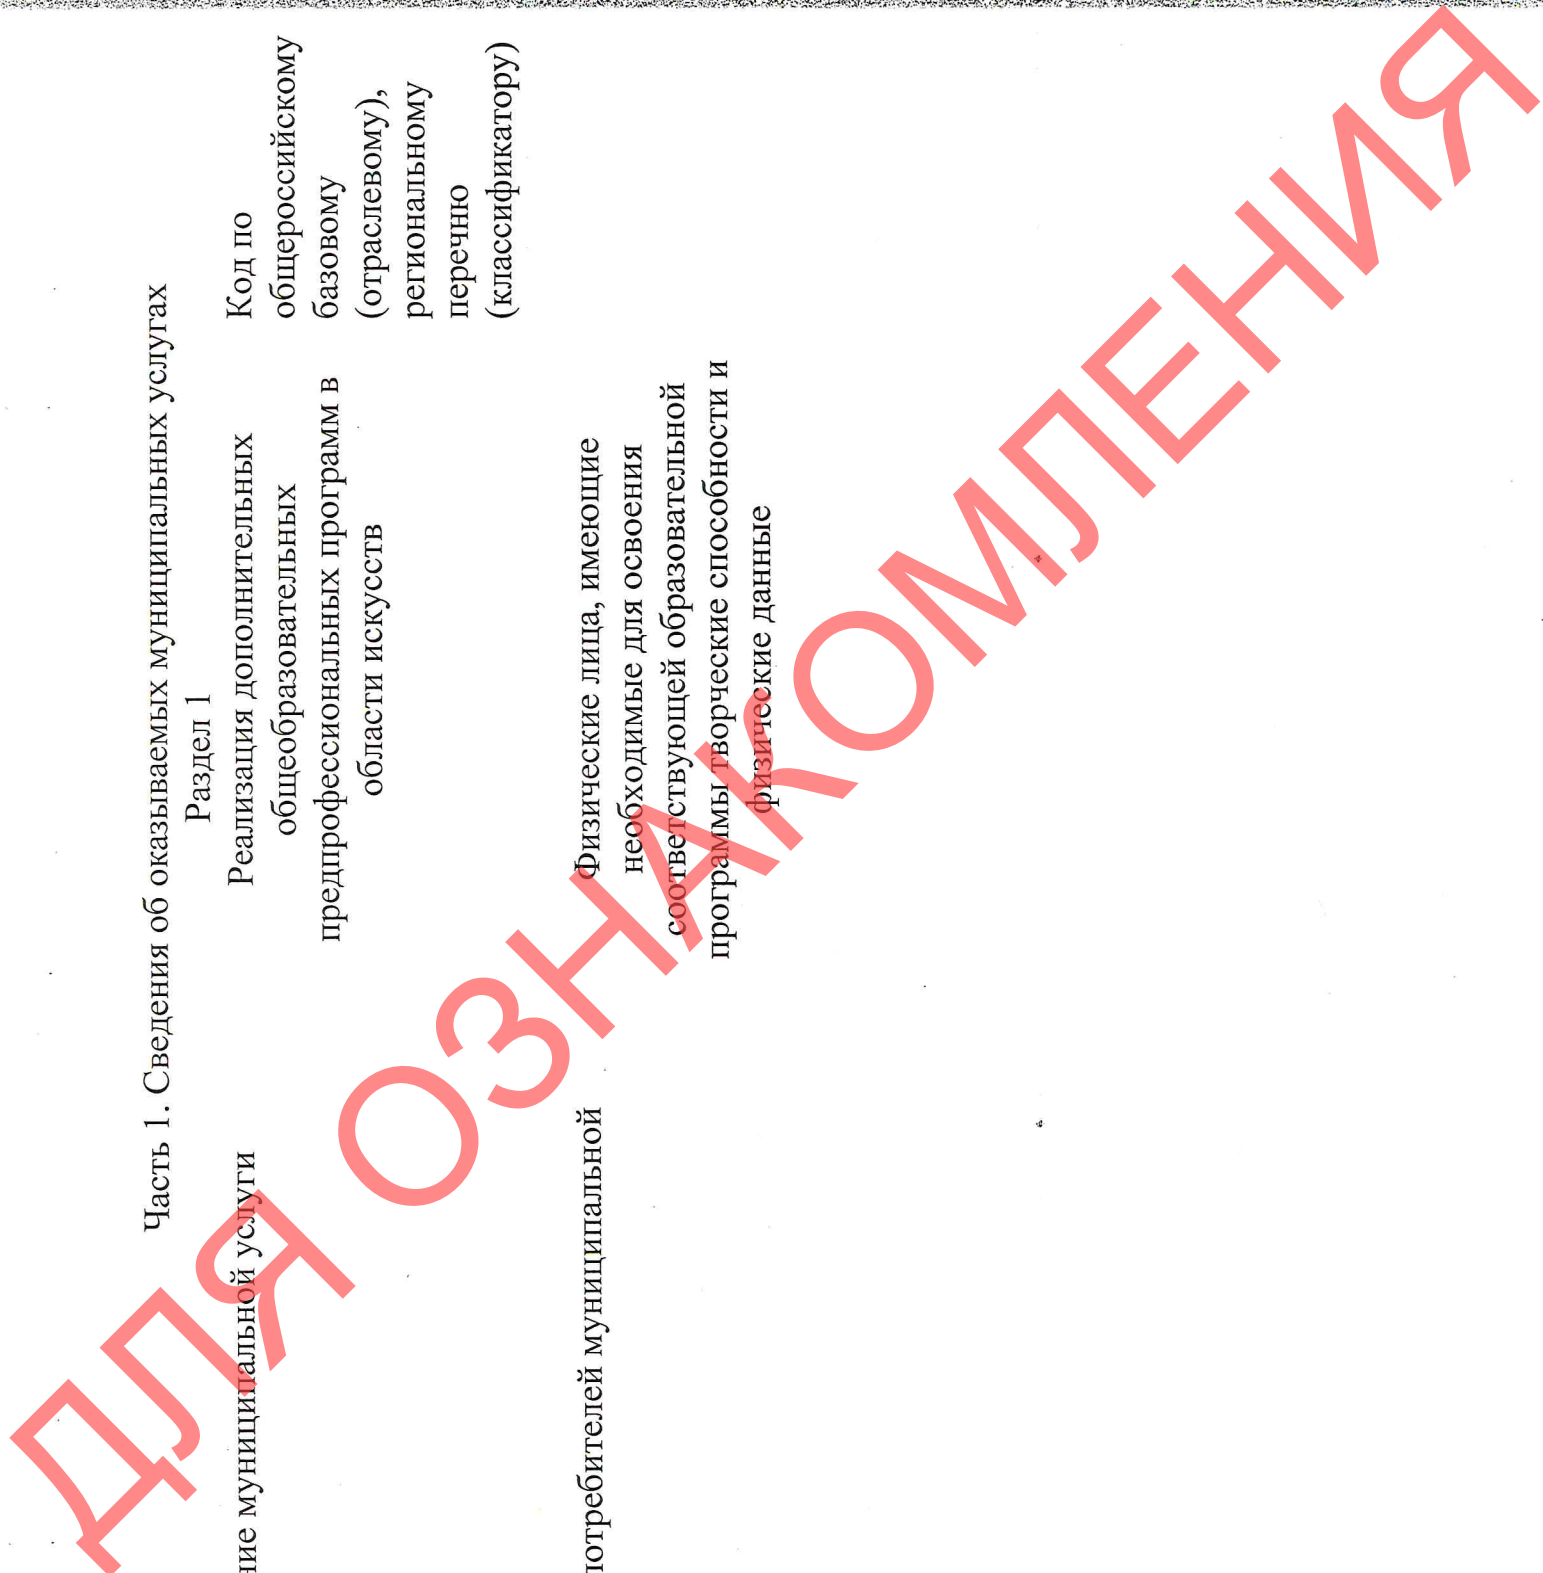 Часть 1. Сведения об оказываемых муниципальных услугах
Раздел 1
муниципальной услуги
Реализация дополнительных
общеобразовательных
предпрофессиональных программ в
области искусств
Код по
общероссийскому
базовому
(отраслевому),
региональному
перечню
(классификатору)
муниципальной
Физические лица, имеющие
необходимые для освоения
соответствующей образовательной
программы творческие способности и
физические данные
ДЛЯ ОЗНАКОМЛЕНИЯ